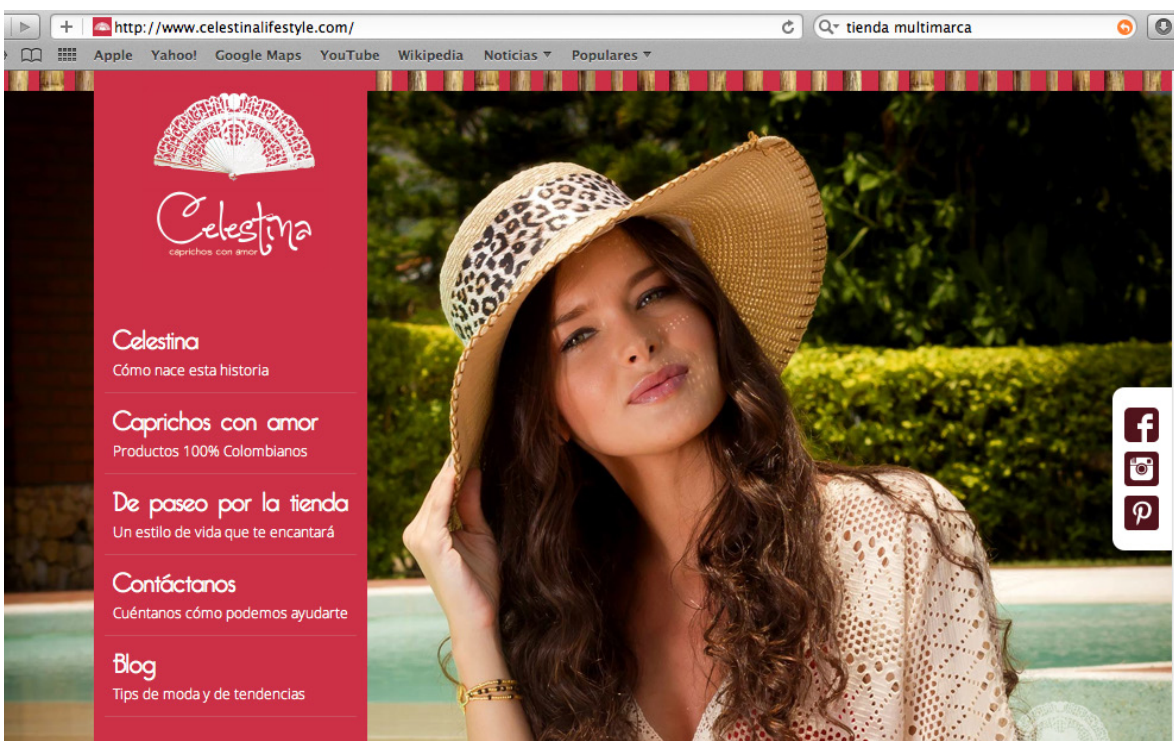 http://www.celestinalifestyle.com/
tienda multimarca
Apple Yahoo! Google Maps YouTube Wikipedia Noticias Populares
Celestina
caprichos con amor
Celestina
Cómo nace esta historia
Caprichos con amor
Productos 100% Colombianos
De paseo por la tienda
Un estilo de vida que te encantará
Contáctanos
Cuéntanos cómo podemos ayudarte
Blog
Tips de moda y de tendencias